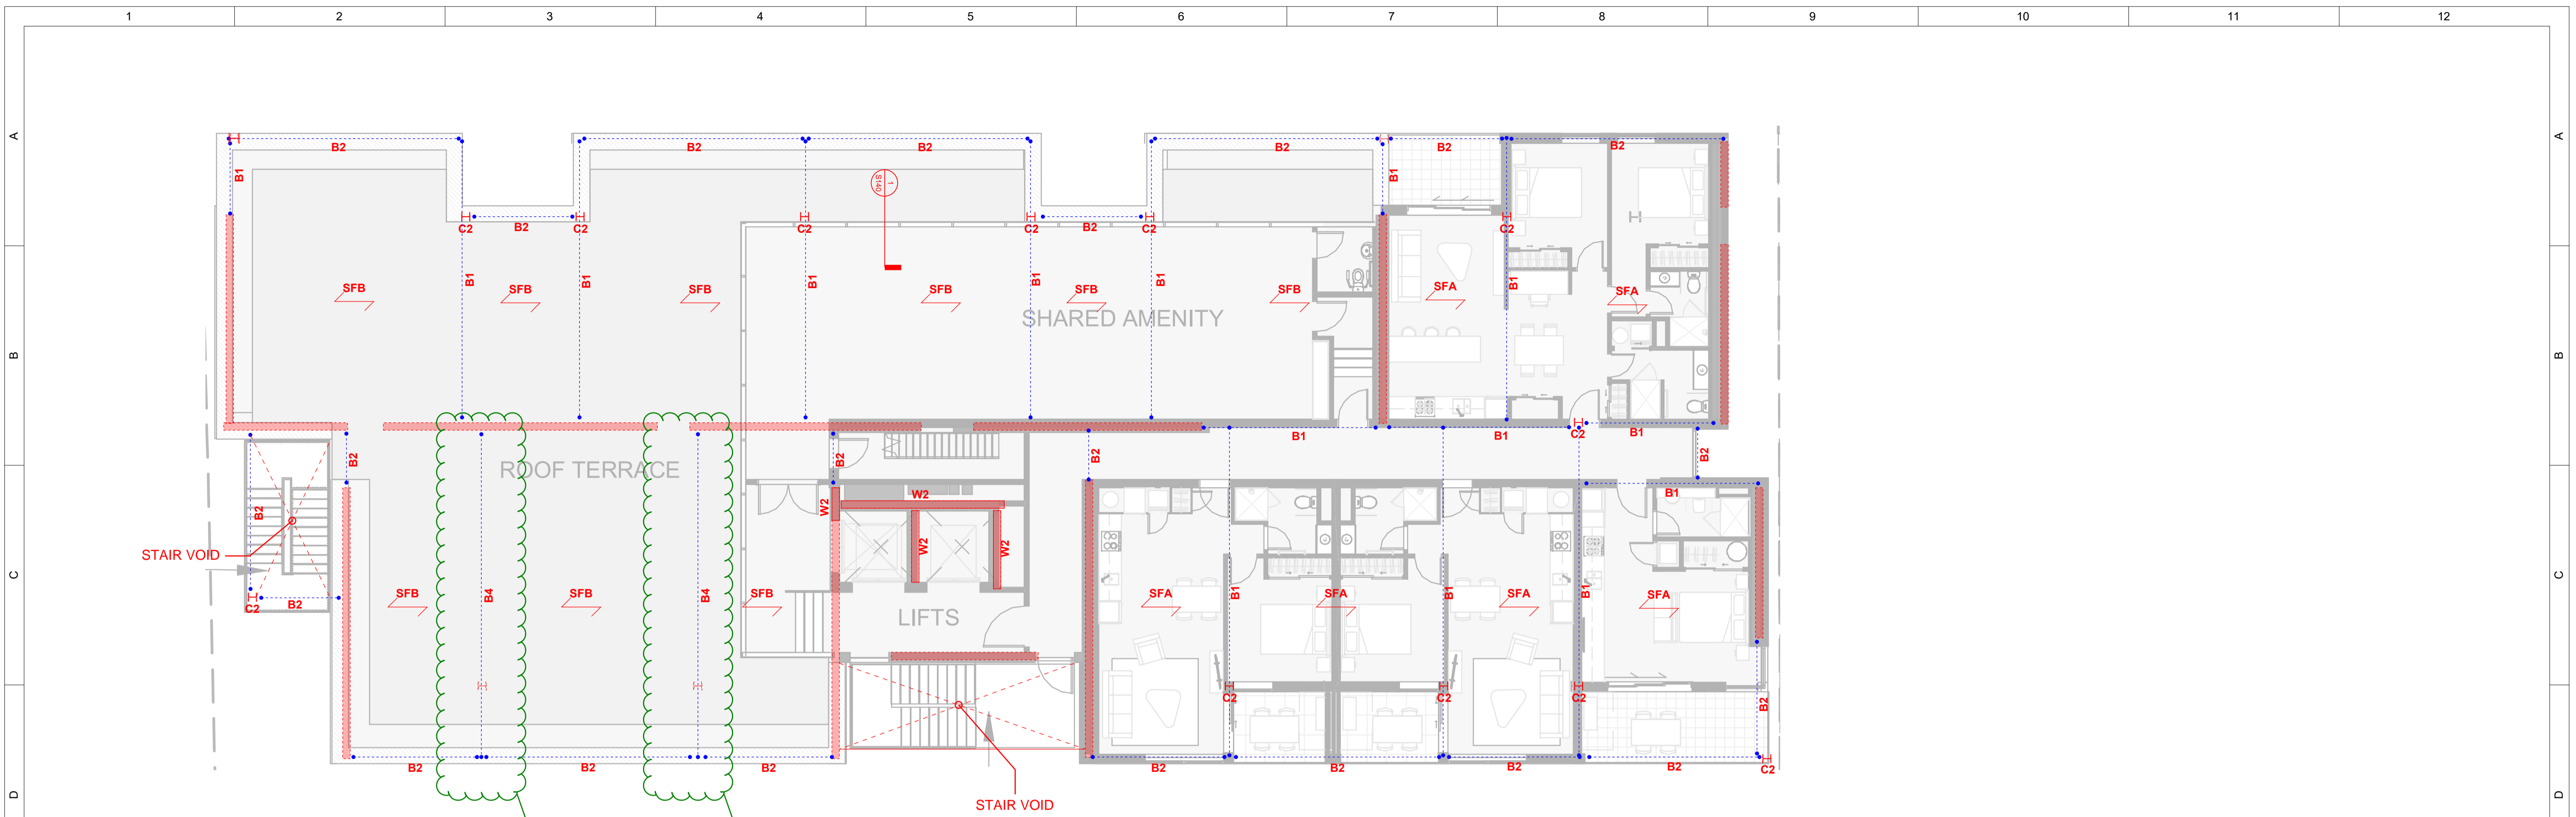 1 2 3 4 5 6 7 8 9 10 11 12
A A
B2 B2 B2 B2 B2 B2
B1 B1
1
S140
C2 B2 C2 C2 C2 B2 C2 C2
B1 B1 B1 B1 B1 B1
SFB SFB SFB SFB SFB SFB SFA SFA
SHARED AMENITY
B B
C2
B1 B1 B1
B2 B2 B2 B2
ROOF TERRACE
W2 W2 B1
B2
STAIR VOID
W2 W2
C C
SFB B4 SFB B4 SFB SFA B1 SFA B1 SFA B1 SFA
C2 B2
LIFTS
C2 C2 C2
B2
B2 B2 B2 B2 B2 B2 B2
C2
D D
STAIR VOID